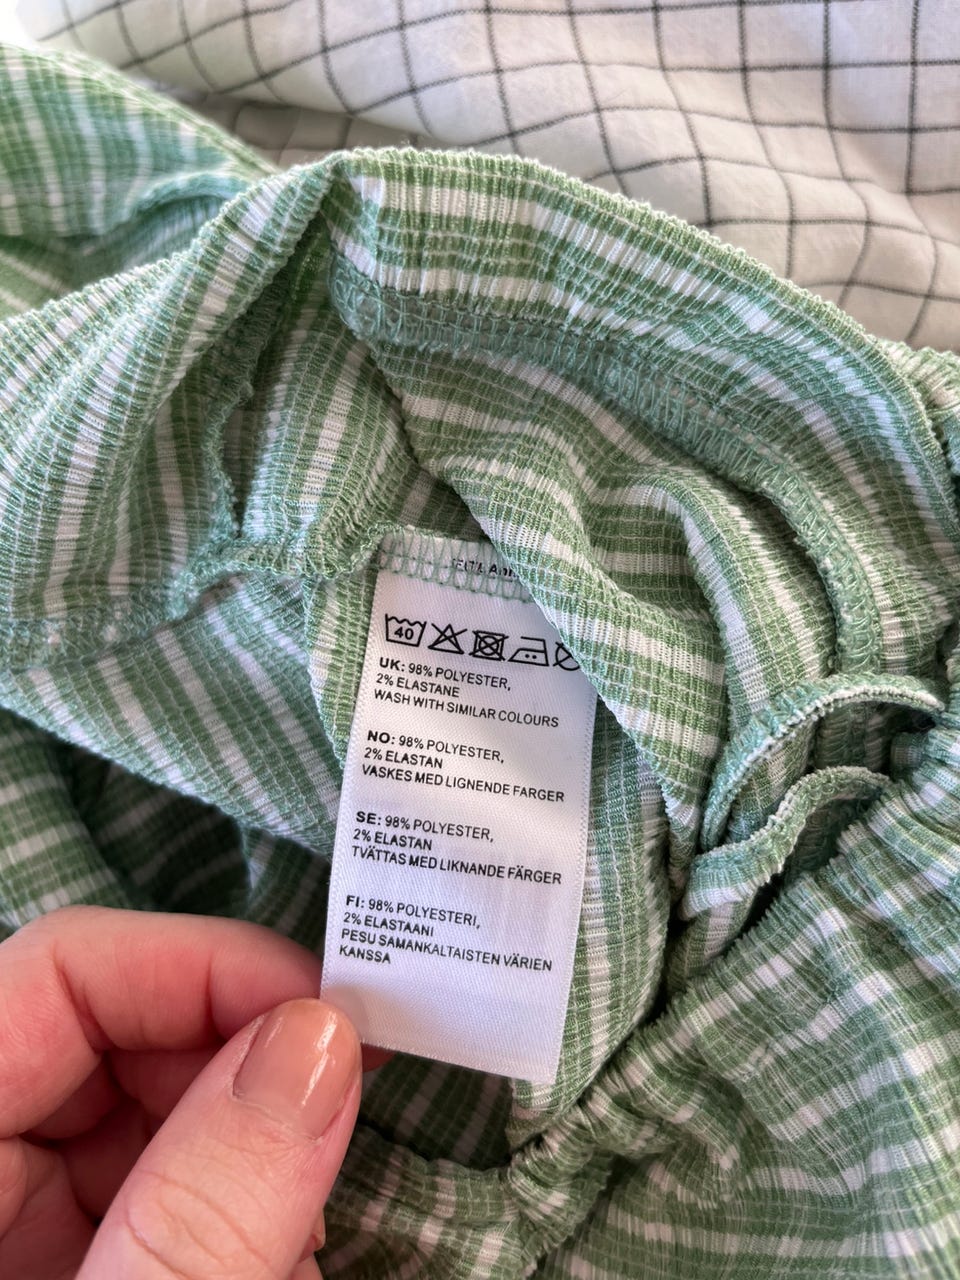 40
UK: 98% POLYESTER,
2% ELASTANE
WASH WITH SIMILAR COLOURS
NO: 98% POLYESTER,
2% ELASTAN
VASKES MED LIGNENDE FARGER
SE: 98% POLYESTER,
2% ELASTAN
TVÄTTAS MED LIKNANDE FÄRGER
FI: 98% POLYESTERI,
2% ELASTAANI
PESU SAMANKALTAISTEN VÄRIEN
KANSSA